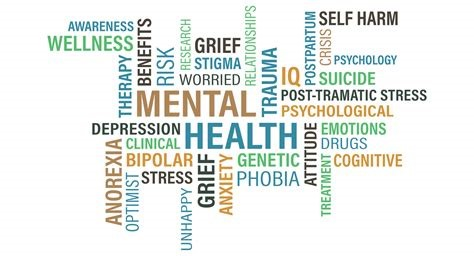 AWARENESS
WELLNESS
THERAPY
BENEFITS
RISK
RESEARCH
GRIEF
STIGMA
WORRIED
RELATIONSHIPS
TRAUMA
IQ
POSTPARTUM
CRISIS
SELF HARM
PSYCHOLOGY
SUICIDE
POST-TRAMATIC STRESS
PSYCHOLOGICAL
MENTAL
HEALTH
DEPRESSION
CLINICAL
BIPOLAR
STRESS
ANOREXIA
OPTIMIST
UNHAPPY
GRIEF
ANXIETY
GENETIC
PHOBIA
ATTITUDE
TREATMENT
EMOTIONS
DRUGS
COGNITIVE